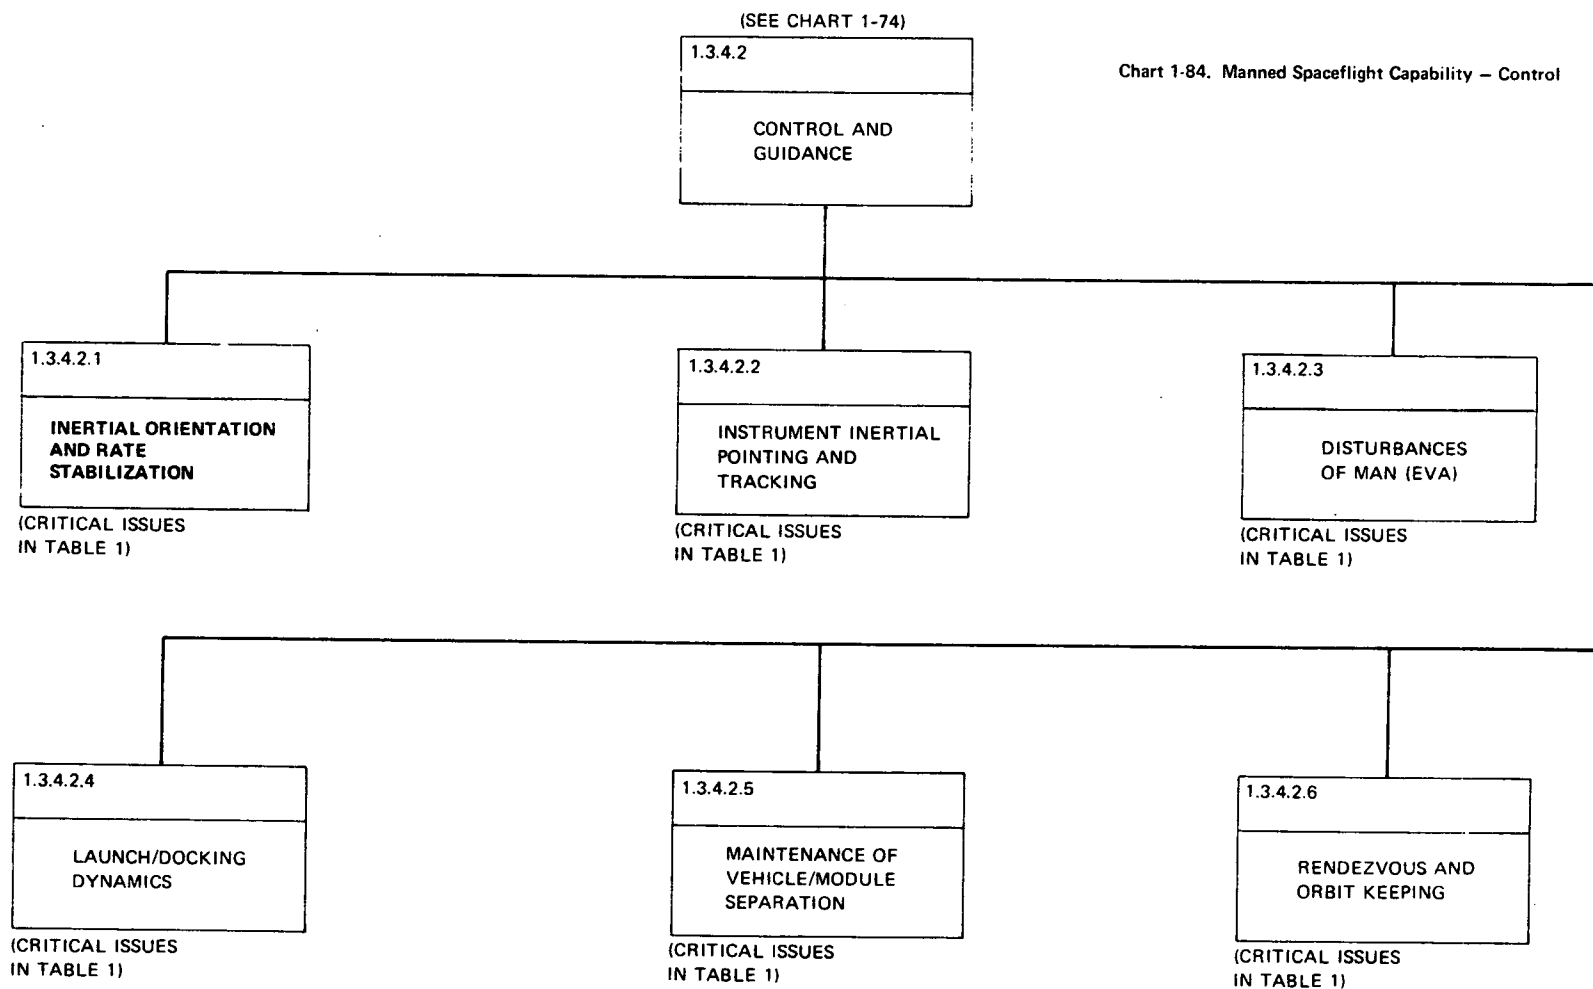 (SEE CHART 1-74)
1.3.4.2
Chart 1-84. Manned Spaceflight Capability – Control
CONTROL AND
GUIDANCE
1.3.4.2.1
INERTIAL ORIENTATION
AND RATE
STABILIZATION
(CRITICAL ISSUES
IN TABLE 1)
1.3.4.2.2
INSTRUMENT INERTIAL
POINTING AND
TRACKING
(CRITICAL ISSUES
IN TABLE 1)
1.3.4.2.3
DISTURBANCES
OF MAN (EVA)
(CRITICAL ISSUES
IN TABLE 1)
1.3.4.2.4
LAUNCH/DOCKING
DYNAMICS
(CRITICAL ISSUES
IN TABLE 1)
1.3.4.2.5
MAINTENANCE OF
VEHICLE/MODULE
SEPARATION
(CRITICAL ISSUES
IN TABLE 1)
1.3.4.2.6
RENDEZVOUS AND
ORBIT KEEPING
(CRITICAL ISSUES
IN TABLE 1)